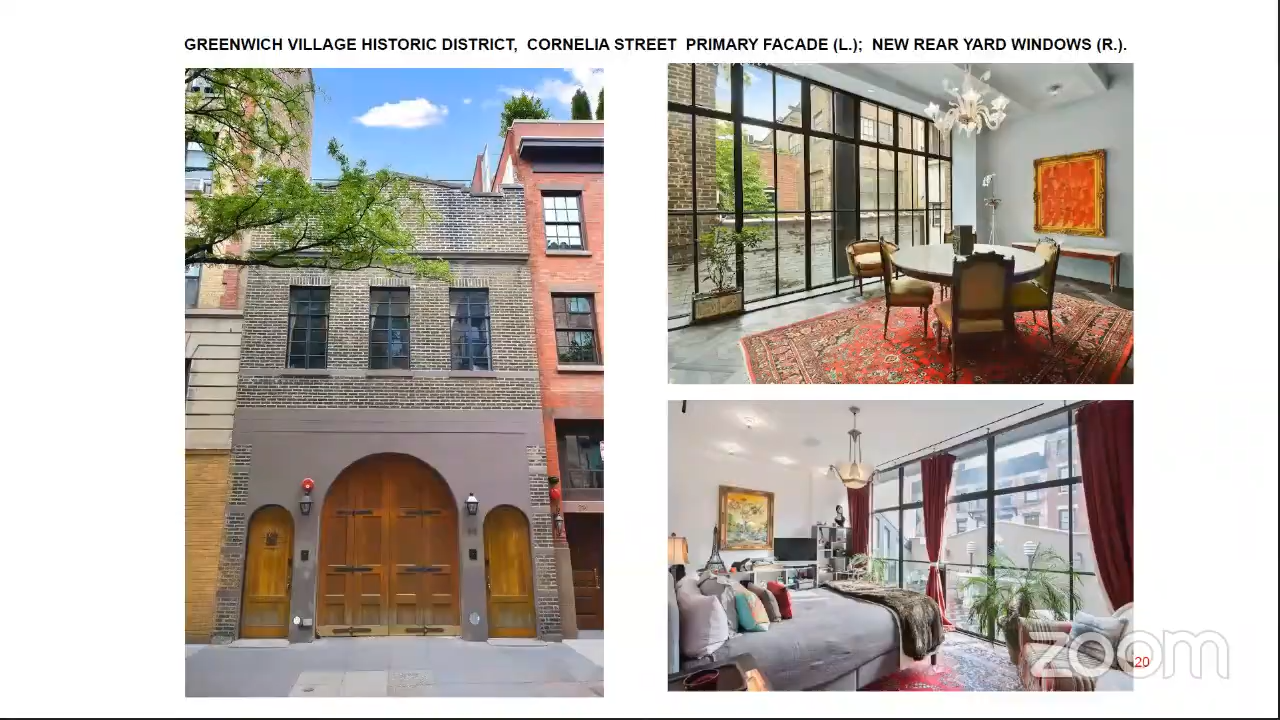 GREENWICH VILLAGE HISTORIC DISTRICT, CORNELIA STREET PRIMARY FACADE (L.); NEW REAR YARD WINDOWS (R.).
zoom
20